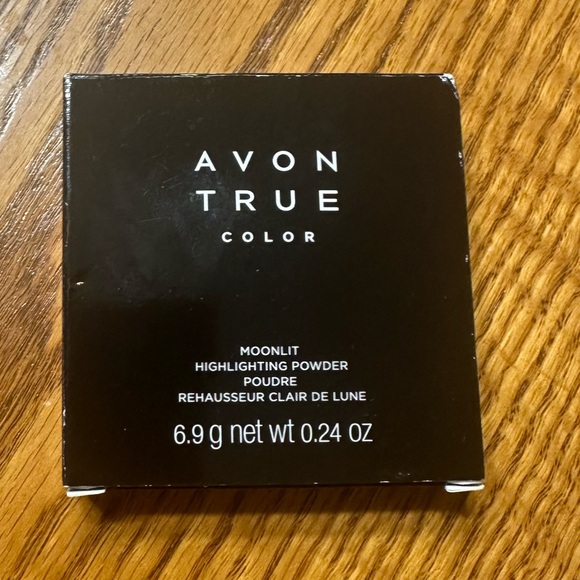 AVON
TRUE
COLOR
MOONLIT
HIGHLIGHTING POWDER
POUDRE
REHAUSSEUR CLAIR DE LUNE
6.9 g net wt 0.24 oz